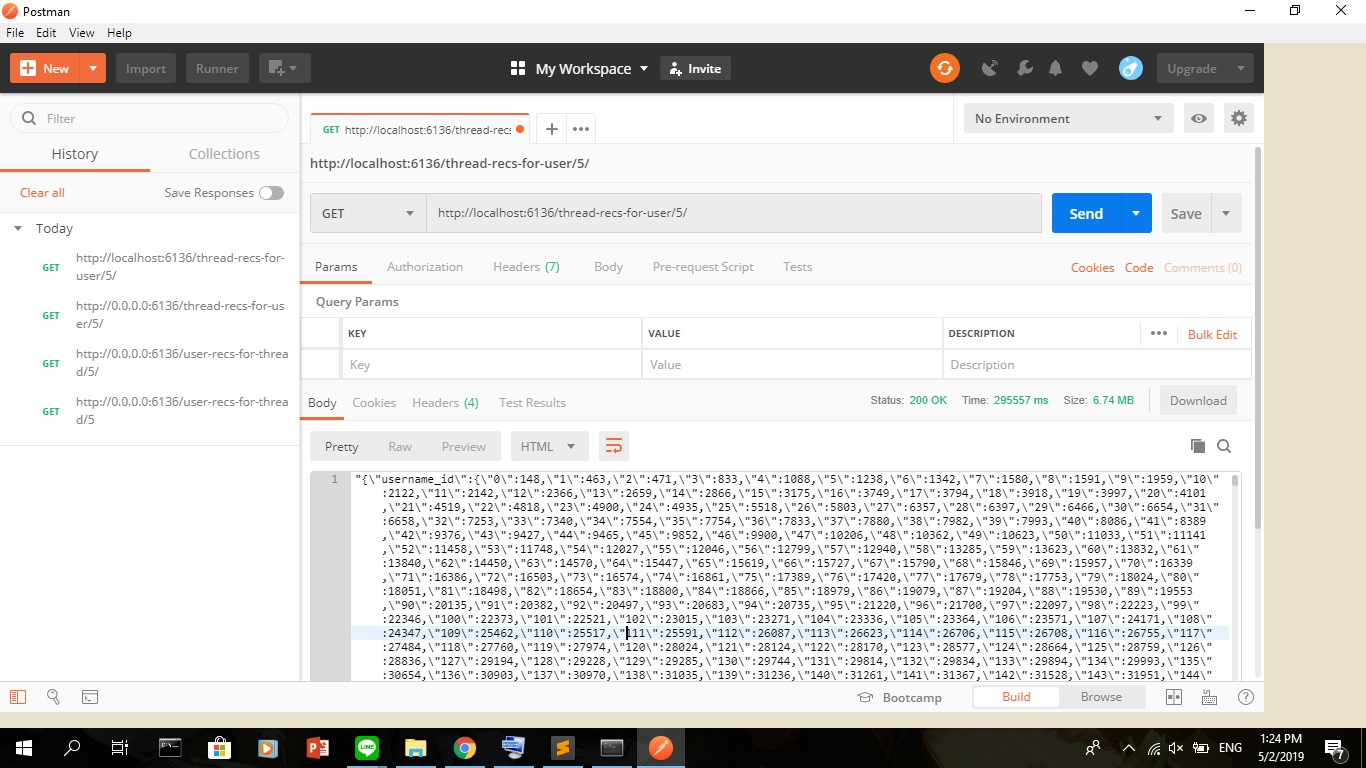 Postman
File Edit View Help
New Import Runner My Workspace Invite Upgrade
Filter
History Collections
Clear all Save Responses
Today
GET http://localhost:6136/thread-recs-for-
user/5/
GET http://0.0.0.0:6136/thread-recs-for-us
er/5/
GET http://0.0.0.0:6136/user-recs-for-threa
d/5/
GET http://0.0.0.0:6136/user-recs-for-threa
d/5
GET http://localhost:6136/thread-recs
No Environment
http://localhost:6136/thread-recs-for-user/5/
GET http://localhost:6136/thread-recs-for-user/5/ Send Save
Params Authorization Headers (7) Body Pre-request Script Tests Cookies Code Comments (0)
Query Params
KEY VALUE DESCRIPTION Bulk Edit
Key Value Description
Body Cookies Headers (4) Test Results Status: 200 OK Time: 295557 ms Size: 6.74 MB Download
Pretty Raw Preview HTML
1 "{\"username_id\":{\"0\":148,\"1\":463,\"2\":471,\"3\":833,\"4\":1088,\"5\":1238,\"6\":1342,\"7\":1580,\"8\":1591,\"9\":1959,\"10\"
:2122,\"11\":2142,\"12\":2366,\"13\":2659,\"14\":2866,\"15\":3175,\"16\":3749,\"17\":3794,\"18\":3918,\"19\":3997,\"20\":4101
,\"21\":4519,\"22\":4818,\"23\":4900,\"24\":4935,\"25\":5518,\"26\":5803,\"27\":6357,\"28\":6397,\"29\":6466,\"30\":6654,\"31\"
:6658,\"32\":7253,\"33\":7340,\"34\":7554,\"35\":7754,\"36\":7833,\"37\":7880,\"38\":7982,\"39\":7993,\"40\":8086,\"41\":8389
,\"42\":9376,\"43\":9427,\"44\":9465,\"45\":9852,\"46\":9900,\"47\":10206,\"48\":10362,\"49\":10623,\"50\":11033,\"51\":11141
,\"52\":11458,\"53\":11748,\"54\":12027,\"55\":12046,\"56\":12799,\"57\":12940,\"58\":13285,\"59\":13623,\"60\":13832,\"61\"
:13840,\"62\":14450,\"63\":14570,\"64\":15447,\"65\":15619,\"66\":15727,\"67\":15790,\"68\":15846,\"69\":15957,\"70\":16339
,\"71\":16386,\"72\":16503,\"73\":16574,\"74\":16861,\"75\":17389,\"76\":17420,\"77\":17679,\"78\":17753,\"79\":18024,\"80\"
:18051,\"81\":18498,\"82\":18654,\"83\":18800,\"84\":18866,\"85\":18979,\"86\":19079,\"87\":19204,\"88\":19530,\"89\":19553
,\"90\":20135,\"91\":20382,\"92\":20497,\"93\":20683,\"94\":20735,\"95\":21220,\"96\":21700,\"97\":22097,\"98\":22223,\"99\"
:22346,\"100\":22373,\"101\":22521,\"102\":23015,\"103\":23271,\"104\":23336,\"105\":23364,\"106\":23571,\"107\":24171,\"108\"
:24347,\"109\":25462,\"110\":25517,\"111\":25591,\"112\":26087,\"113\":26623,\"114\":26706,\"115\":26708,\"116\":26755,\"117\"
:27484,\"118\":27760,\"119\":27974,\"120\":28024,\"121\":28124,\"122\":28170,\"123\":28577,\"124\":28664,\"125\":28759,\"126\"
:28836,\"127\":29194,\"128\":29228,\"129\":29285,\"130\":29744,\"131\":29814,\"132\":29834,\"133\":29894,\"134\":29993,\"135\"
:30654,\"136\":30903,\"137\":30970,\"138\":31035,\"139\":31236,\"140\":31261,\"141\":31367,\"142\":31528,\"143\":31951,\"144\"
Bootcamp Build Browse
LINE ENG 1:24 PM
5/2/2019 7